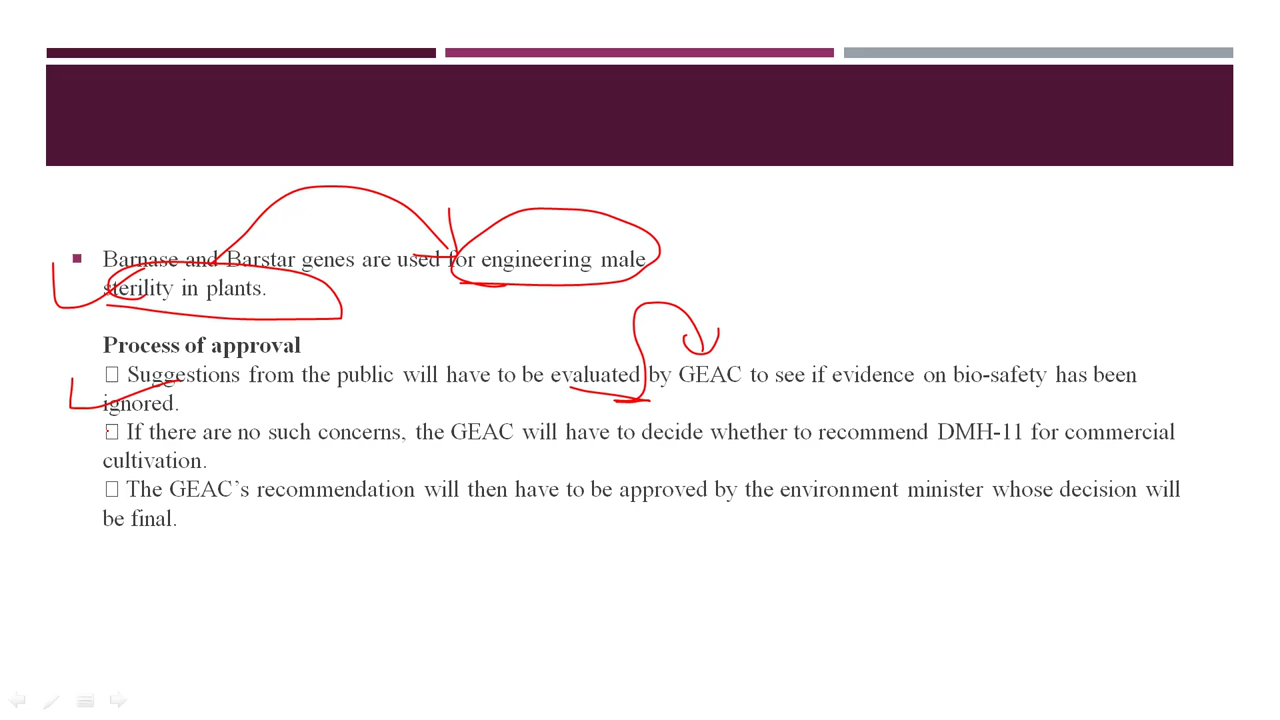 Barnase and Barstar genes are used for engineering male
sterility in plants.
Process of approval
Suggestions from the public will have to be evaluated by GEAC to see if evidence on bio-safety has been
ignored.
If there are no such concerns, the GEAC will have to decide whether to recommend DMH-11 for commercial
cultivation.
The GEAC’s recommendation will then have to be approved by the environment minister whose decision will
be final.